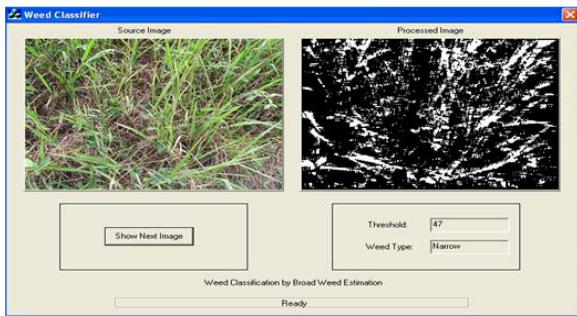 Weed Classifier
Source Image
Processed Image
Show Next Image
Threshold: 47
Weed Type: Narrow
Weed Classification by Broad Weed Estimation
Ready